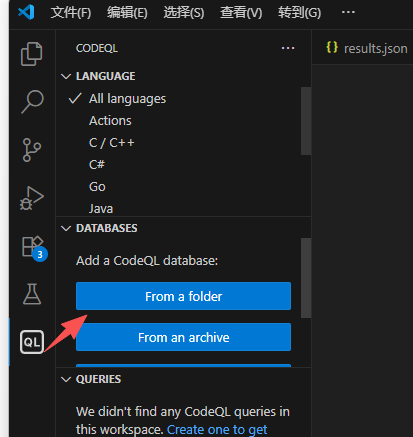 文件(F) 编辑(E) 选择(S) 查看(V) 转到(G) ···
CODEQL ···
{} results.json
LANGUAGE
All languages
Actions
C / C++
C#
Go
Java
DATABASES
Add a CodeQL database:
3
From a folder
QL
From an archive
QUERIES
We didn't find any CodeQL queries in
this workspace. Create one to get